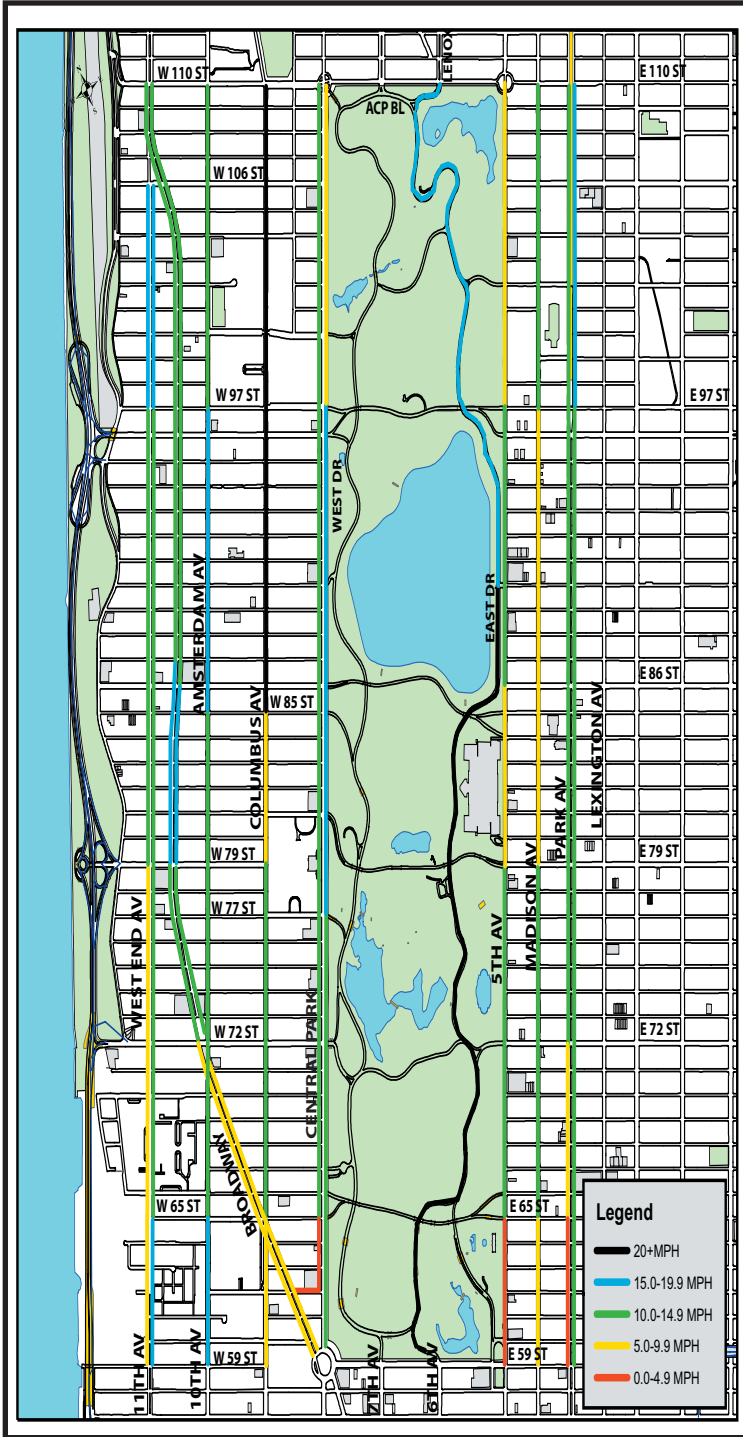 W 110 ST
LENOX
E 110 ST
ACP BL
W 106 ST
W 97 ST
E 97 ST
WEST DR
AMSTERDAM AV
EAST DR
E 86 ST
W 85 ST
COLUMBUS AV
LEXINGTON AV
PARK AV
W 79 ST
E 79 ST
MADISON AV
W 77 ST
WEST END AV
5TH AV
W 72 ST
E 72 ST
CENTRAL PARK
BROADWAY
W 65 ST
E 65 ST
11TH AV
10TH AV
W 59 ST
7TH AV
6TH AV
E 59 ST
Legend
20+MPH
15.0-19.9 MPH
10.0-14.9 MPH
5.0-9.9 MPH
0.0-4.9 MPH